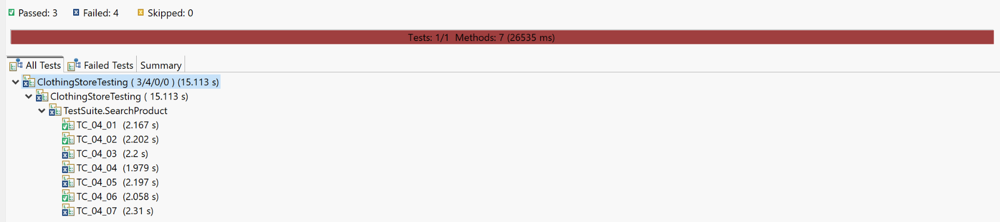 Passed: 3 Failed: 4 Skipped: 0
Tests: 1/1 Methods: 7 (26535 ms)
All Tests Failed Tests Summary
ClothingStoreTesting ( 3/4/0/0 ) (15.113 s)
ClothingStoreTesting ( 15.113 s)
TestSuite.SearchProduct
TC_04_01 (2.167 s)
TC_04_02 (2.202 s)
TC_04_03 (2.2 s)
TC_04_04 (1.979 s)
TC_04_05 (2.197 s)
TC_04_06 (2.058 s)
TC_04_07 (2.31 s)